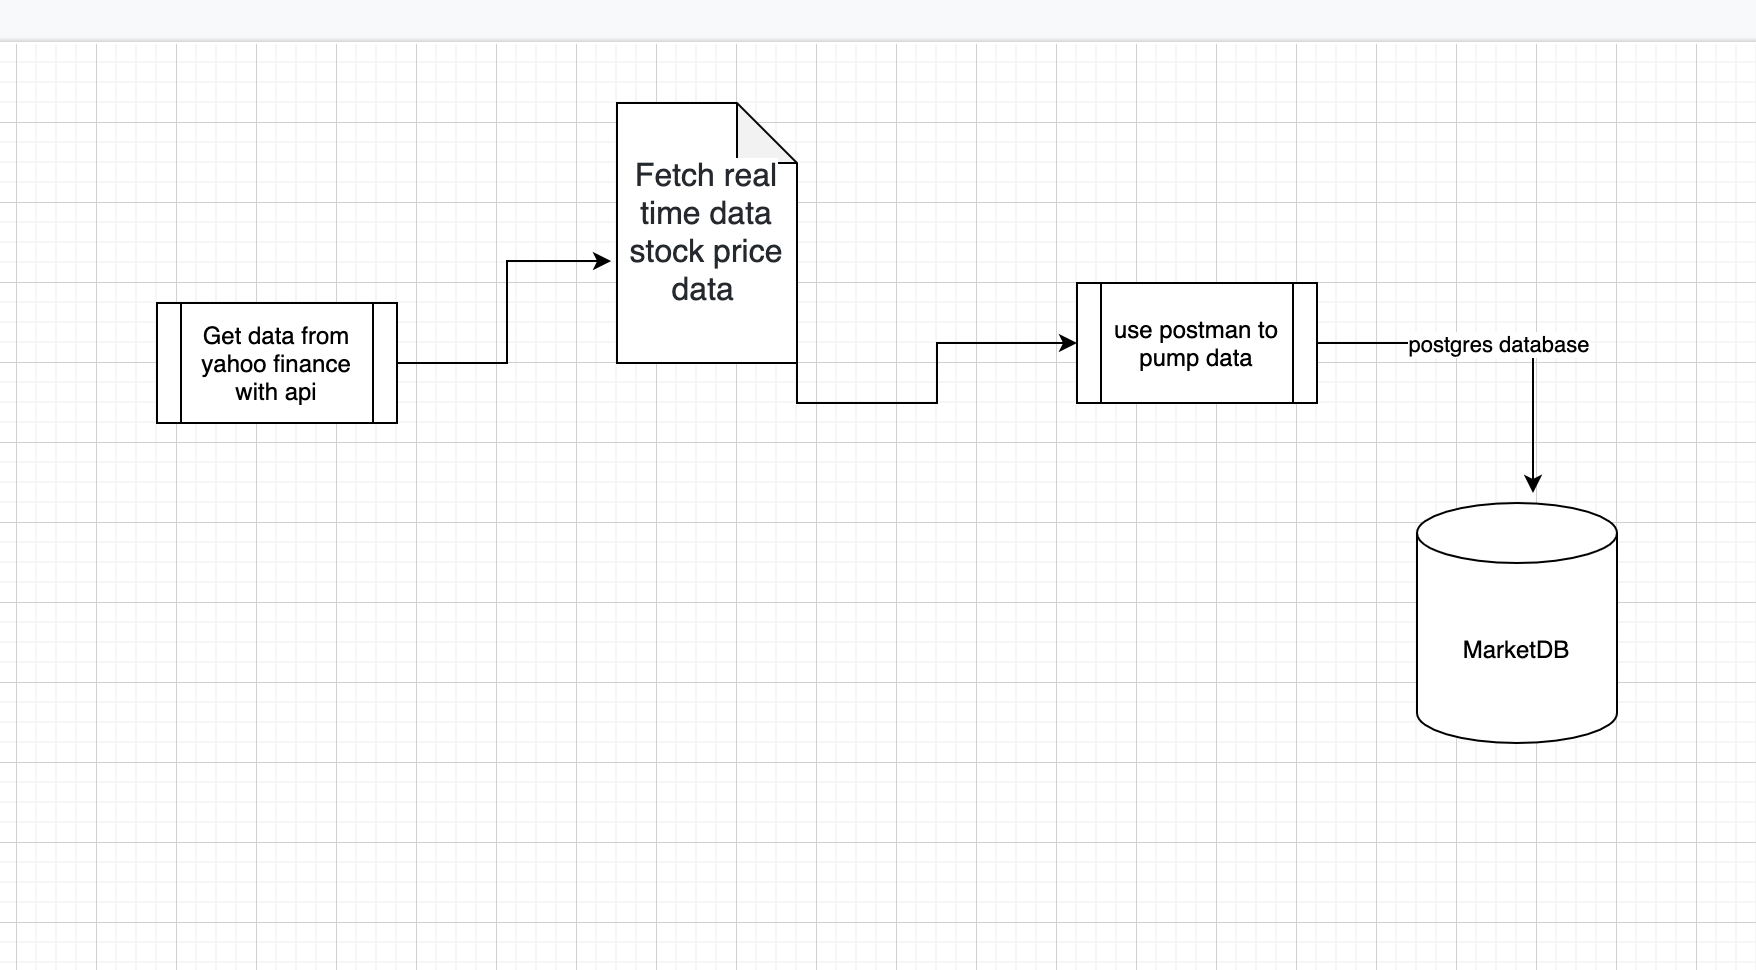 Fetch real
time data
stock price
data
Get data from
yahoo finance
with api
use postman to
pump data
postgres database
MarketDB